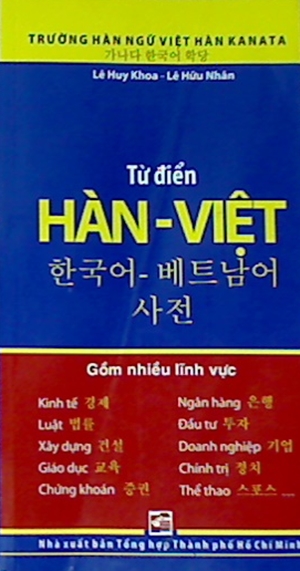 TRƯỜNG HÀN NGỮ VIỆT HÀN KANATA
가나다 한국어 학당
Lê Huy Khoa - Lê Hữu Nhân
Từ điển
HÀN-VIỆT
한국어- 베트남어
사전
Gồm nhiều lĩnh vực
Kinh tế 경제 Ngân hàng 은행
Luật 법률 Đầu tư 투자
Xây dựng 건설 Doanh nghiệp 기업
Giáo dục 교육 Chính trị 정치
Chứng khoán 증권 Thể thao 스포스 ....
Nhà xuất bản Tổng hợp Thành phố Hồ Chí Minh